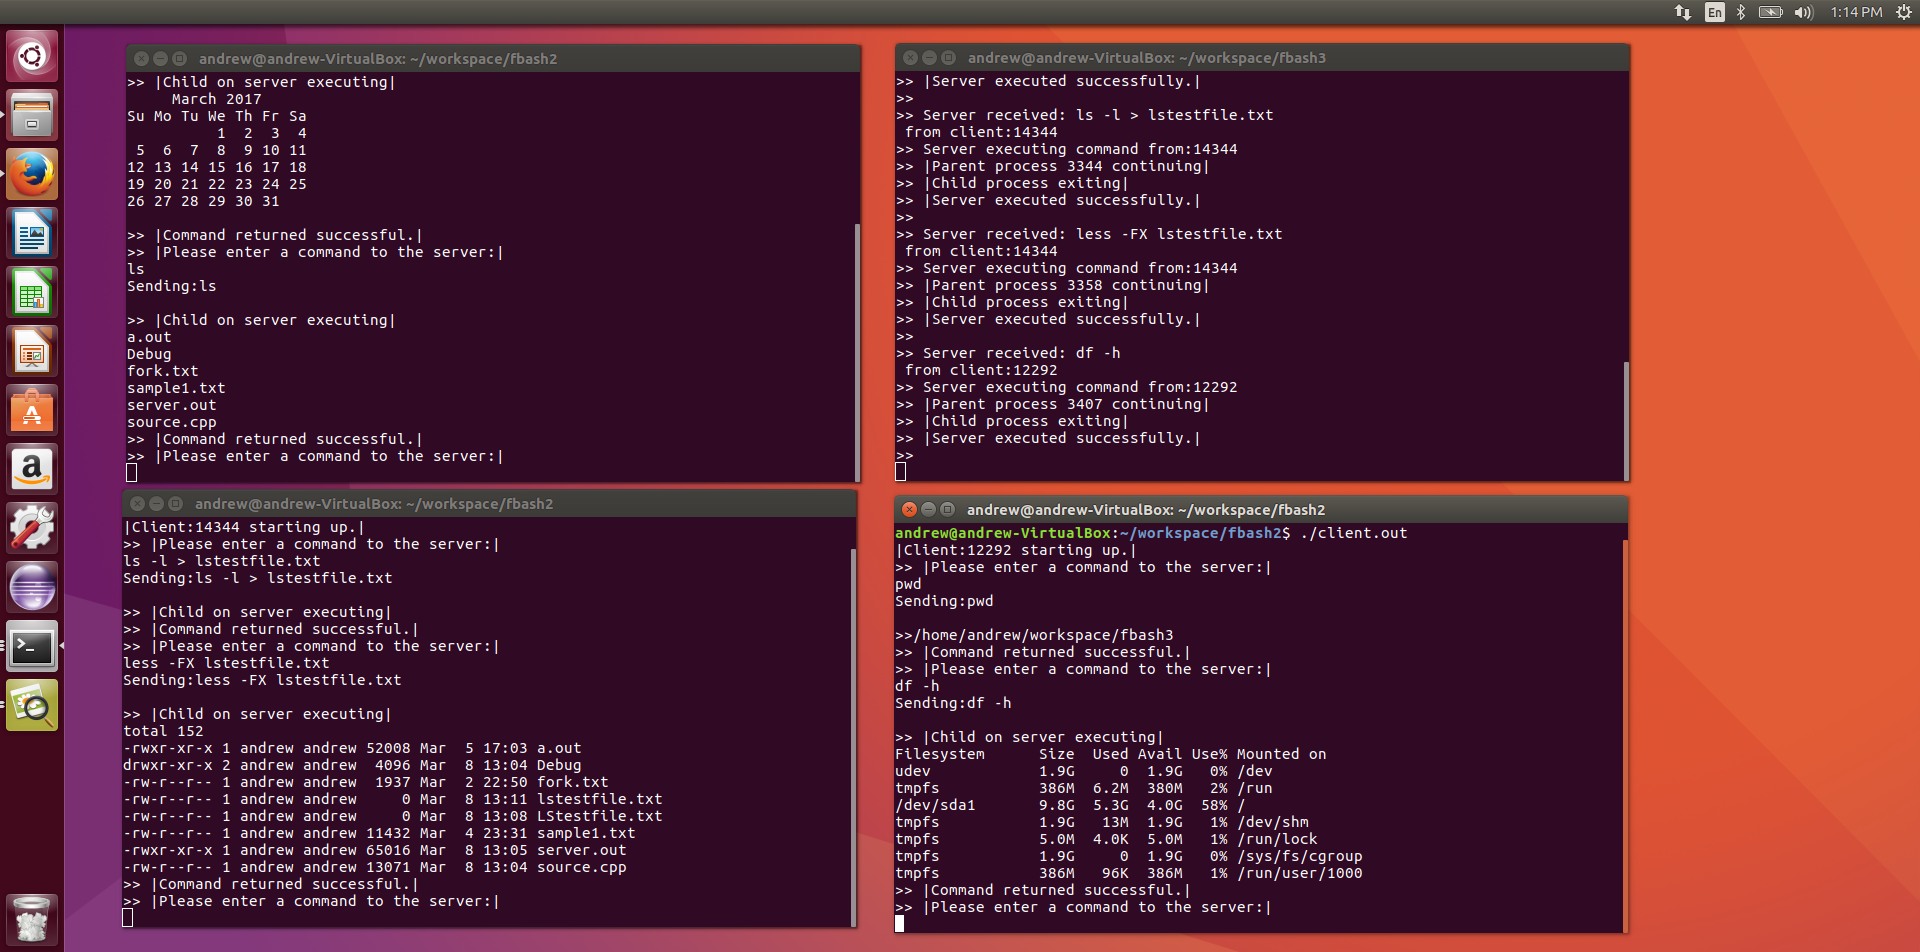 En
1:14 PM
andrew@andrew-VirtualBox: ~/workspace/fbash2
>> |Child on server executing|
     March 2017
Su Mo Tu We Th Fr Sa
          1  2  3  4
 5  6  7  8  9 10 11
12 13 14 15 16 17 18
19 20 21 22 23 24 25
26 27 28 29 30 31
>> |Command returned successful.|
>> |Please enter a command to the server:|
ls
Sending:ls
>> |Child on server executing|
a.out
Debug
fork.txt
sample1.txt
server.out
source.cpp
>> |Command returned successful.|
>> |Please enter a command to the server:|
andrew@andrew-VirtualBox: ~/workspace/fbash3
>> |Server executed successfully.|
>>
>> Server received: ls -l > lstestfile.txt
 from client:14344
>> Server executing command from:14344
>> |Parent process 3344 continuing|
>> |Child process exiting|
>> |Server executed successfully.|
>>
>> Server received: less -FX lstestfile.txt
 from client:14344
>> Server executing command from:14344
>> |Parent process 3358 continuing|
>> |Child process exiting|
>> |Server executed successfully.|
>>
>> Server received: df -h
 from client:12292
>> Server executing command from:12292
>> |Parent process 3407 continuing|
>> |Child process exiting|
>> |Server executed successfully.|
>>
andrew@andrew-VirtualBox: ~/workspace/fbash2
|Client:14344 starting up.|
>> |Please enter a command to the server:|
ls -l > lstestfile.txt
Sending:ls -l > lstestfile.txt
>> |Child on server executing|
>> |Command returned successful.|
>> |Please enter a command to the server:|
less -FX lstestfile.txt
Sending:less -FX lstestfile.txt
>> |Child on server executing|
total 152
-rwxr-xr-x 1 andrew andrew 52008 Mar  5 17:03 a.out
drwxr-xr-x 2 andrew andrew  4096 Mar  8 13:04 Debug
-rw-r--r-- 1 andrew andrew  1937 Mar  2 22:50 fork.txt
-rw-r--r-- 1 andrew andrew     0 Mar  8 13:11 lstestfile.txt
-rw-r--r-- 1 andrew andrew     0 Mar  8 13:08 LStestfile.txt
-rw-r--r-- 1 andrew andrew 11432 Mar  4 23:31 sample1.txt
-rwxr-xr-x 1 andrew andrew 65016 Mar  8 13:05 server.out
-rw-r--r-- 1 andrew andrew 13071 Mar  8 13:04 source.cpp
>> |Command returned successful.|
>> |Please enter a command to the server:|
andrew@andrew-VirtualBox: ~/workspace/fbash2
andrew@andrew-VirtualBox:~/workspace/fbash2$ ./client.out
|Client:12292 starting up.|
>> |Please enter a command to the server:|
pwd
Sending:pwd
>>/home/andrew/workspace/fbash3
>> |Command returned successful.|
>> |Please enter a command to the server:|
df -h
Sending:df -h
>> |Child on server executing|
Filesystem      Size  Used Avail Use% Mounted on
udev            1.9G     0  1.9G   0% /dev
tmpfs           386M  6.2M  380M   2% /run
/dev/sda1       9.8G  5.3G  4.0G  58% /
tmpfs           1.9G   13M  1.9G   1% /dev/shm
tmpfs           5.0M  4.0K  5.0M   1% /run/lock
tmpfs           1.9G     0  1.9G   0% /sys/fs/cgroup
tmpfs           386M   96K  386M   1% /run/user/1000
>> |Command returned successful.|
>> |Please enter a command to the server:|